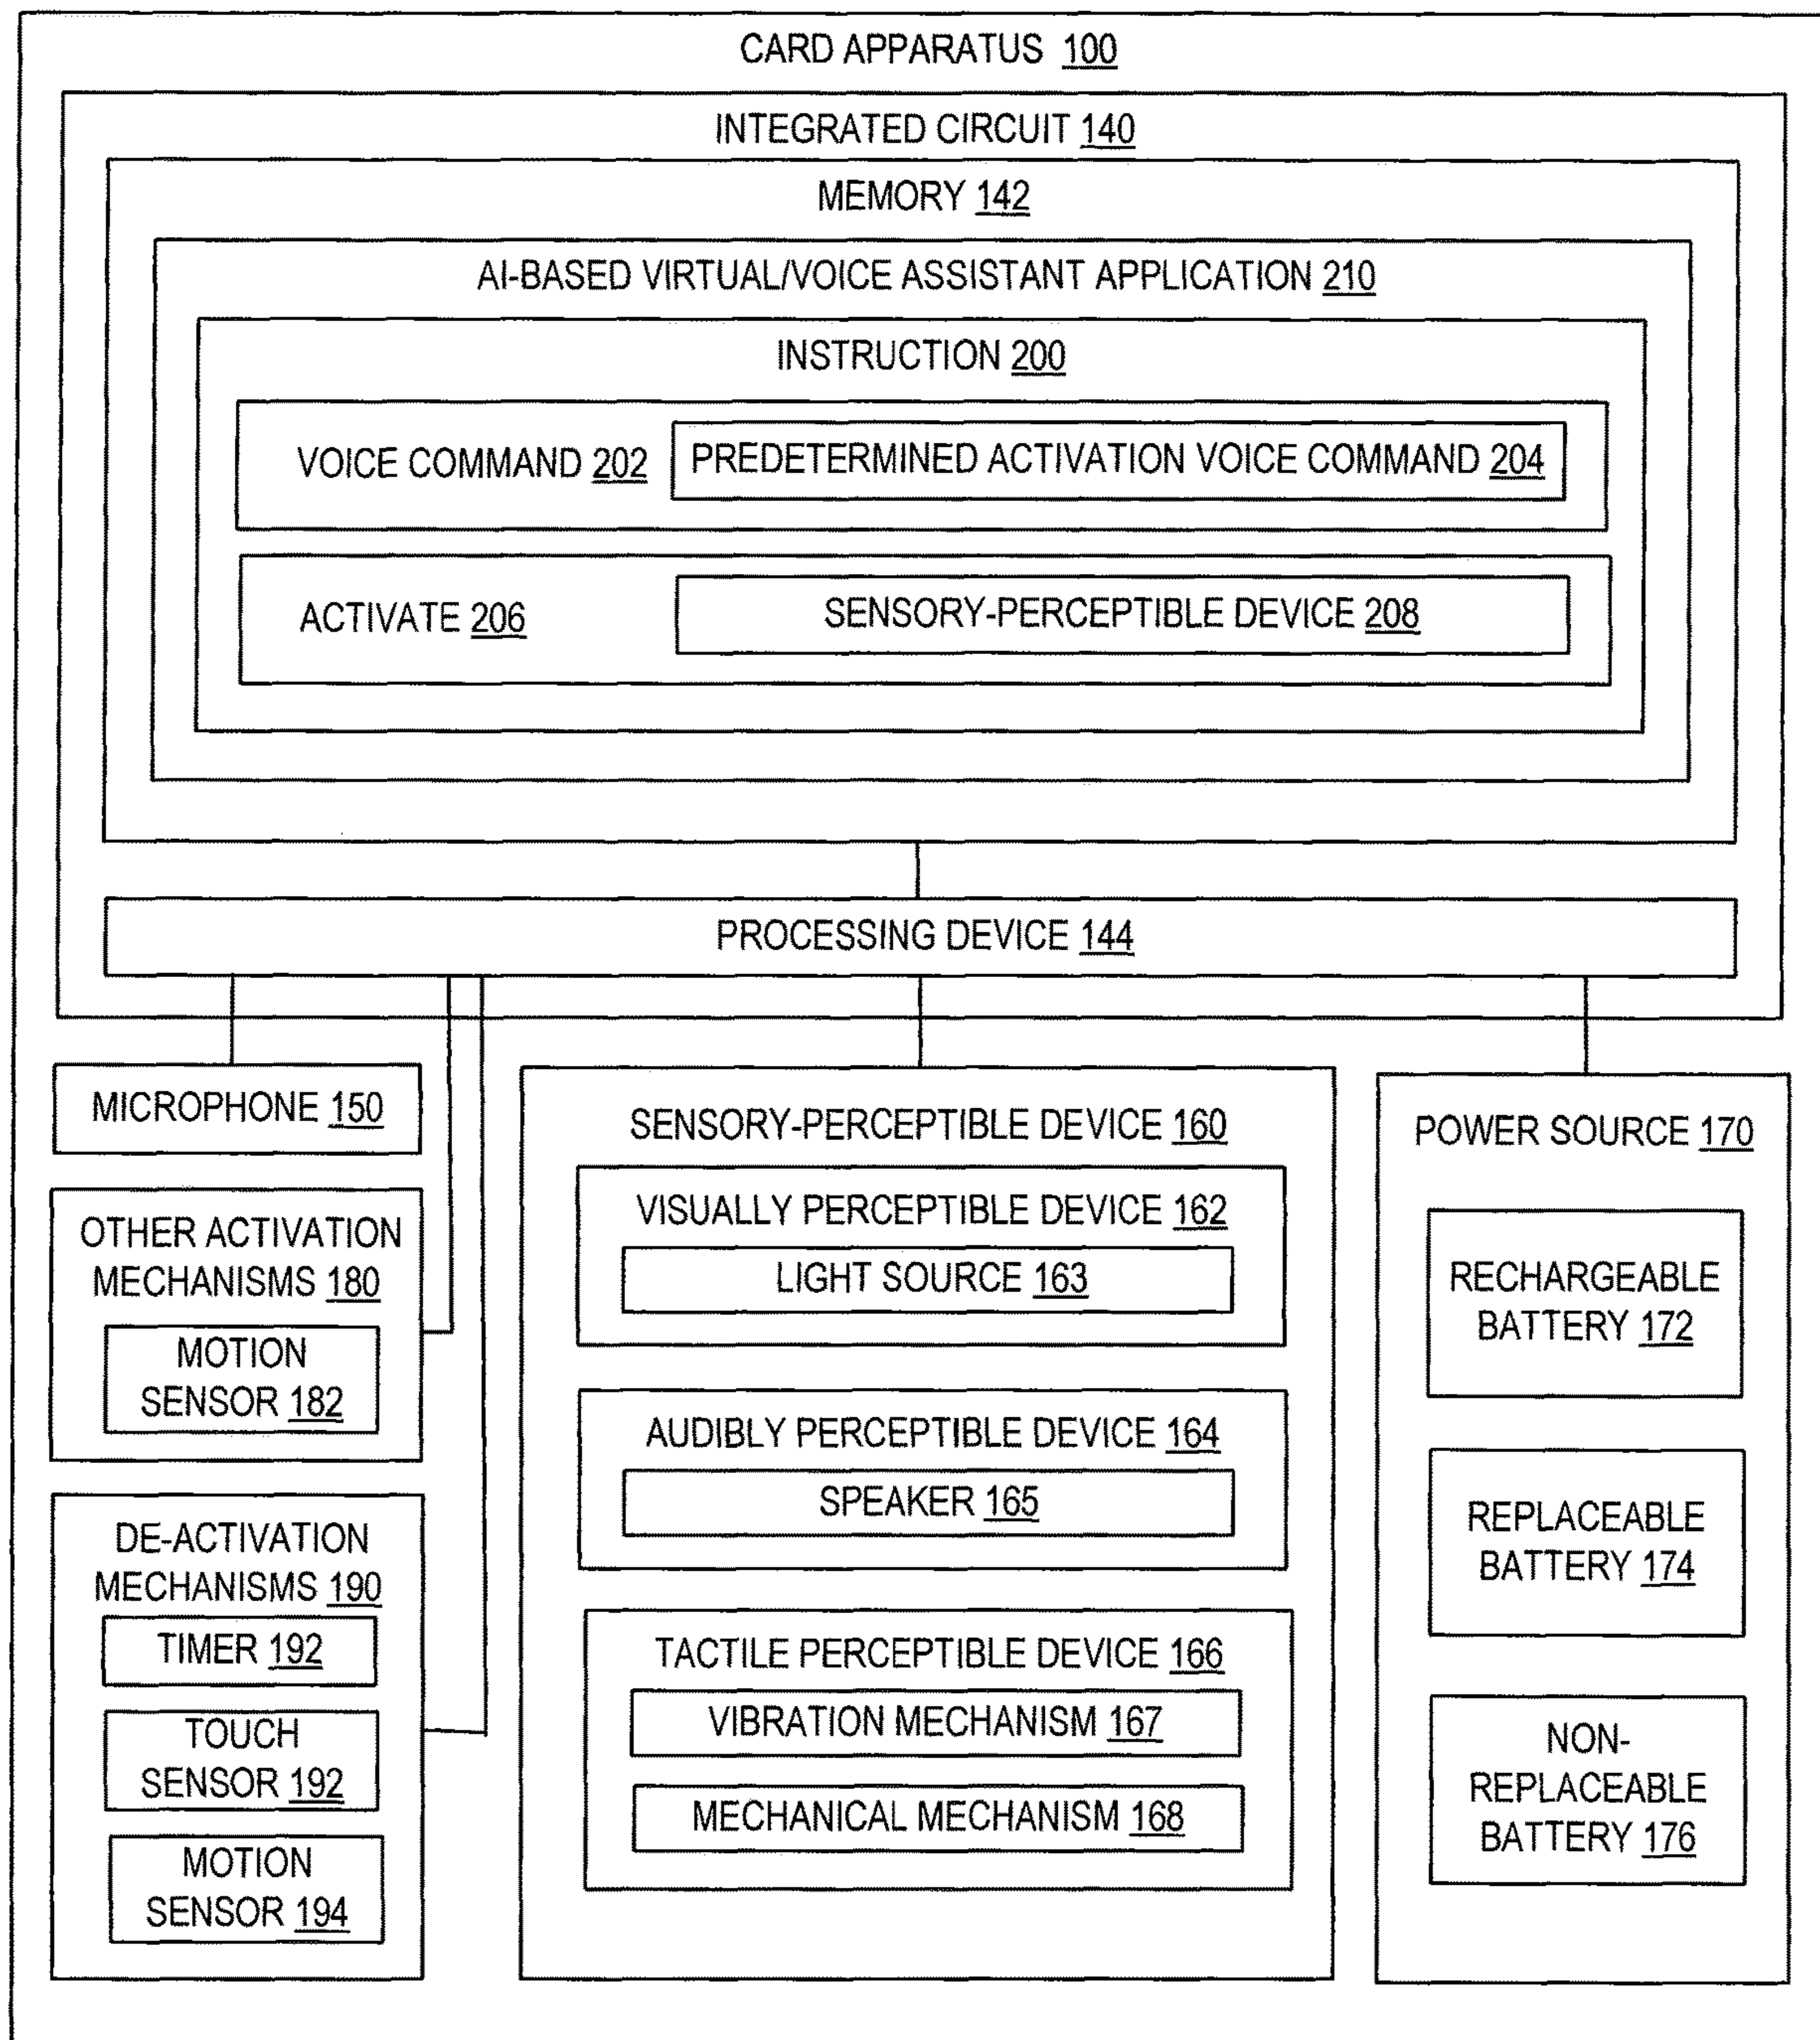 CARD APPARATUS 100
INTEGRATED CIRCUIT 140
MEMORY 142
AI-BASED VIRTUAL/VOICE ASSISTANT APPLICATION 210
INSTRUCTION 200
VOICE COMMAND 202
PREDETERMINED ACTIVATION VOICE COMMAND 204
ACTIVATE 206
SENSORY-PERCEPTIBLE DEVICE 208
PROCESSING DEVICE 144
MICROPHONE 150
OTHER ACTIVATION
MECHANISMS 180
MOTION
SENSOR 182
DE-ACTIVATION
MECHANISMS 190
TIMER 192
TOUCH
SENSOR 192
MOTION
SENSOR 194
SENSORY-PERCEPTIBLE DEVICE 160
VISUALLY PERCEPTIBLE DEVICE 162
LIGHT SOURCE 163
AUDIBLY PERCEPTIBLE DEVICE 164
SPEAKER 165
TACTILE PERCEPTIBLE DEVICE 166
VIBRATION MECHANISM 167
MECHANICAL MECHANISM 168
POWER SOURCE 170
RECHARGEABLE
BATTERY 172
REPLACEABLE
BATTERY 174
NON-
REPLACEABLE
BATTERY 176